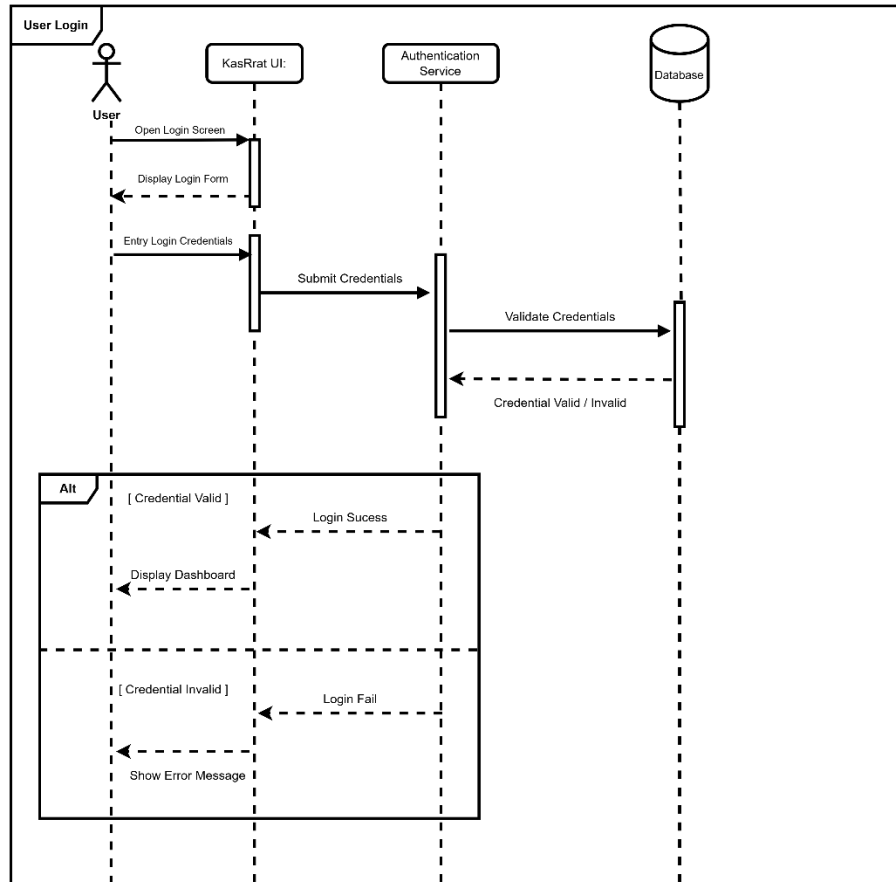 User Login
KasRrat UI:
Authentication
Service
Database
User
Open Login Screen
Display Login Form
Entry Login Credentials
Submit Credentials
Validate Credentials
Credential Valid / Invalid
Alt
[ Credential Valid ]
Login Sucess
Display Dashboard
[ Credential Invalid ]
Login Fail
Show Error Message